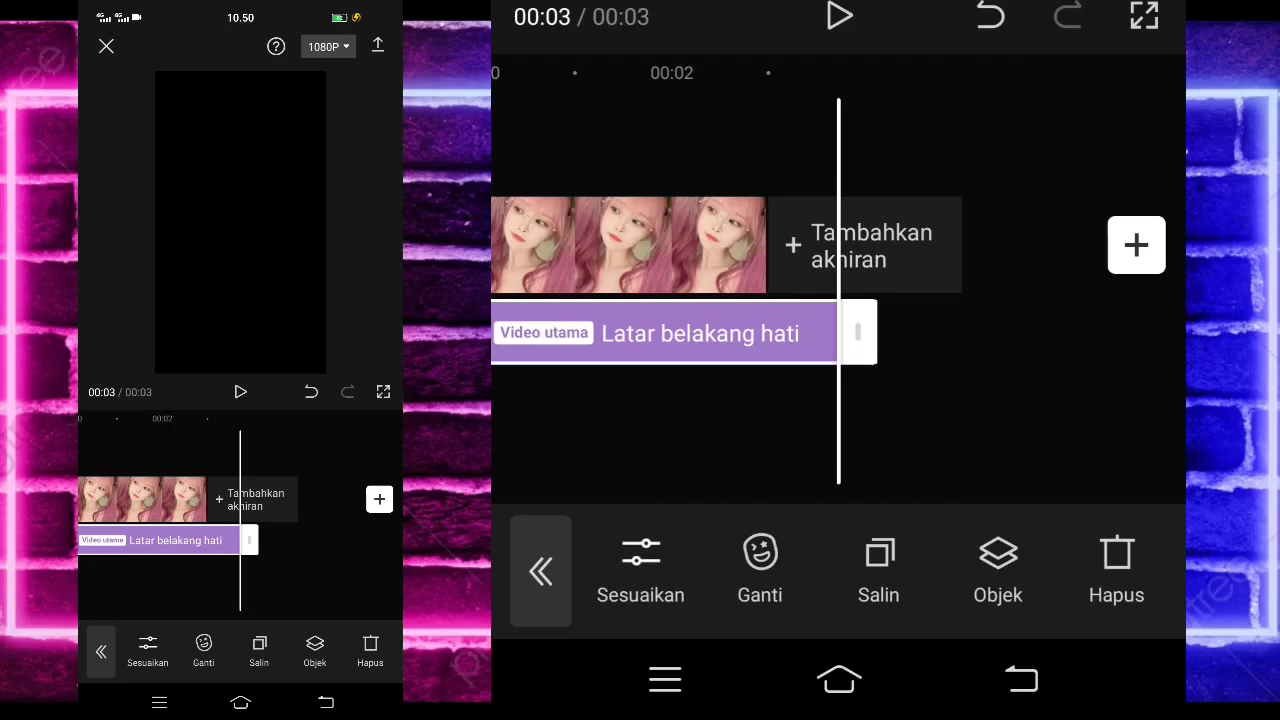 10.50
1080P
00:03 / 00:03
00:02
+ Tambahkan
akhiran
Video utama Latar belakang hati
Sesuaikan Ganti Salin Objek Hapus
00:03 / 00:03
0 00:02
+ Tambahkan
akhiran
Video utama Latar belakang hati
Sesuaikan Ganti Salin Objek Hapus